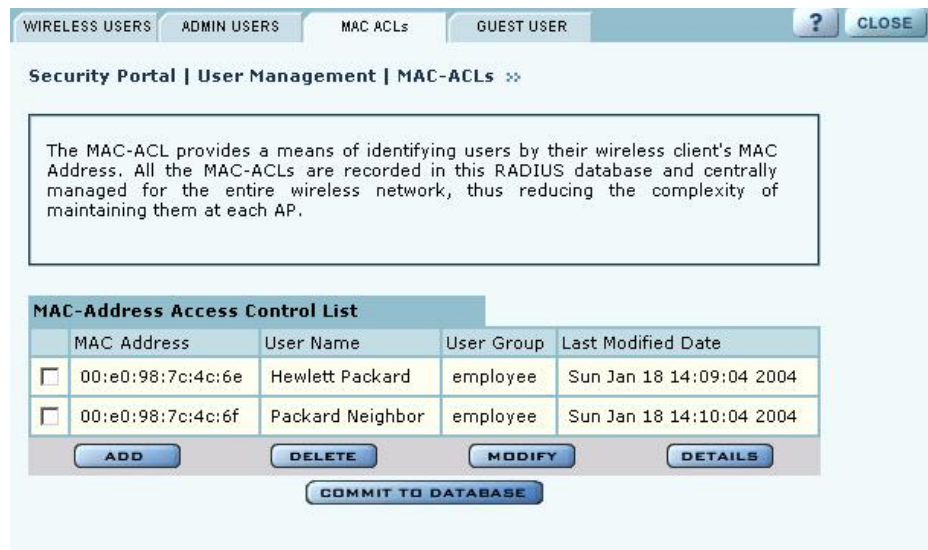 WIRELESS USERS ADMIN USERS MAC ACLs GUEST USER ? CLOSE
Security Portal | User Management | MAC-ACLs »
The MAC-ACL provides a means of identifying users by their wireless client's MAC
Address. All the MAC-ACLs are recorded in this RADIUS database and centrally
managed for the entire wireless network, thus reducing the complexity of
maintaining them at each AP.
MAC-Address Access Control List
MAC Address User Name User Group Last Modified Date
00:e0:98:7c:4c:6e Hewlett Packard employee Sun Jan 18 14:09:04 2004
00:e0:98:7c:4c:6f Packard Neighbor employee Sun Jan 18 14:10:04 2004
ADD DELETE MODIFY DETAILS
COMMIT TO DATABASE